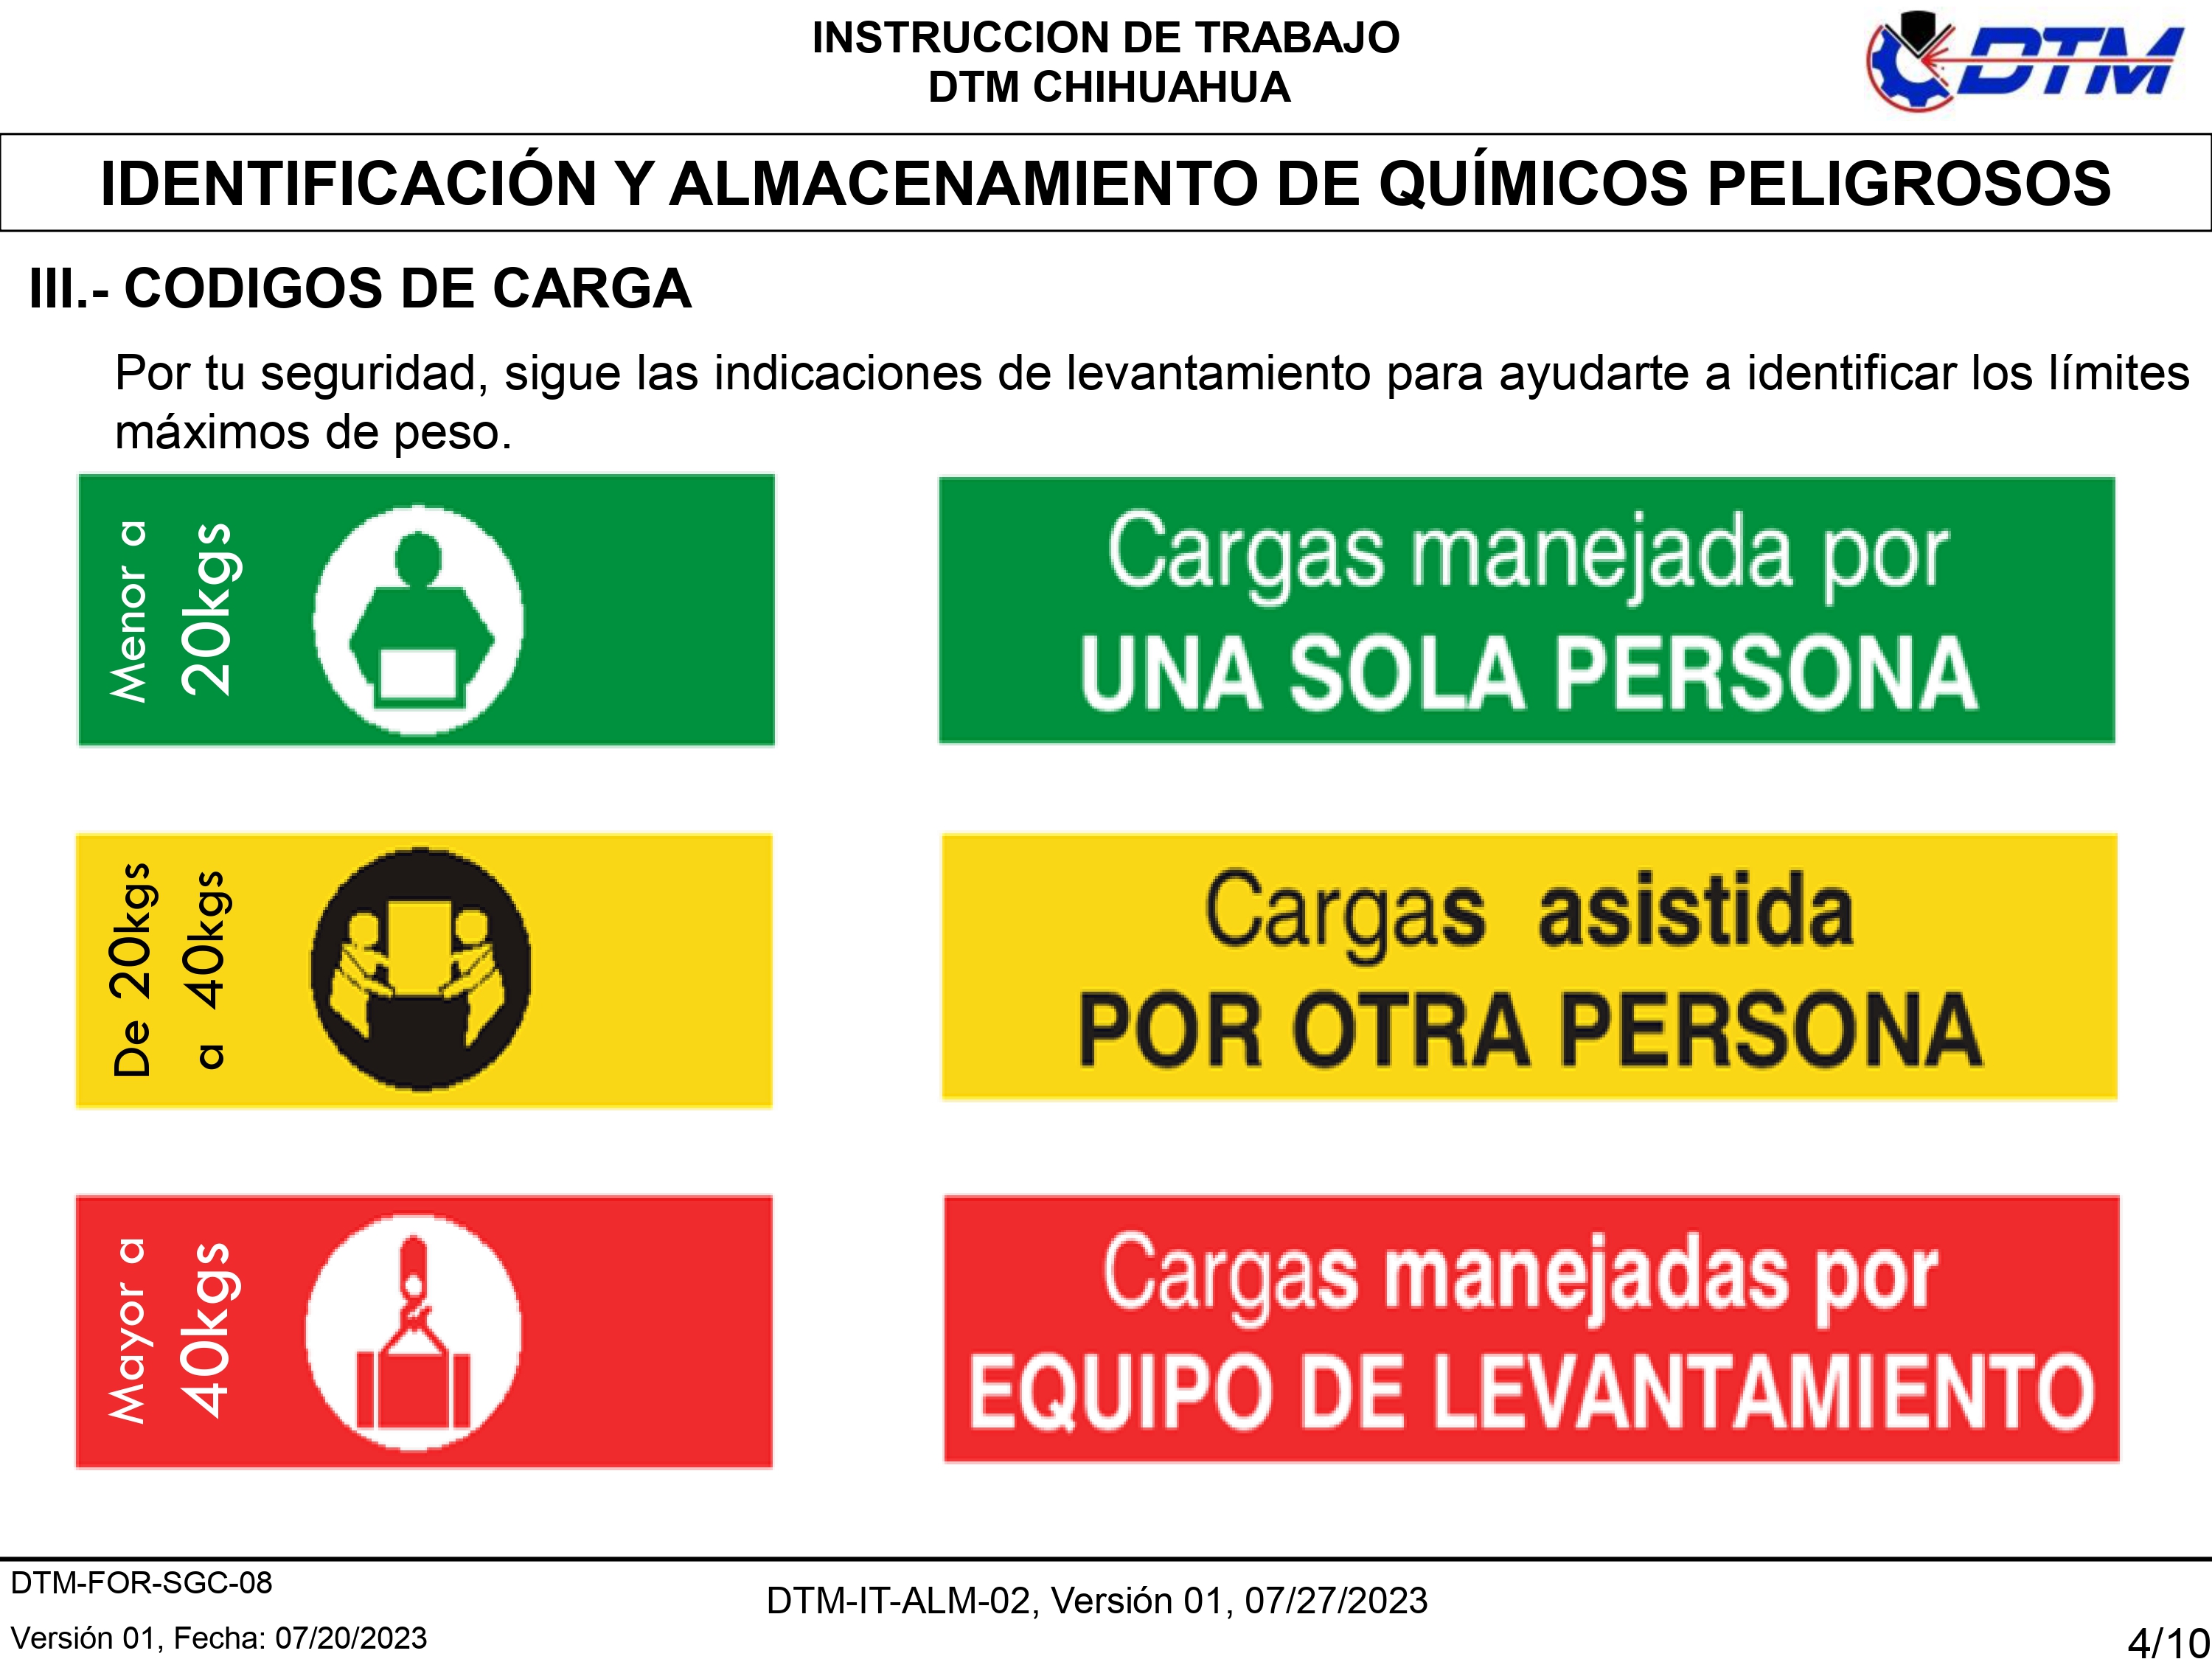 INSTRUCCION DE TRABAJO
DTM CHIHUAHUA
DTM
IDENTIFICACIÓN Y ALMACENAMIENTO DE QUÍMICOS PELIGROSOS
III.- CODIGOS DE CARGA
Por tu seguridad, sigue las indicaciones de levantamiento para ayudarte a identificar los límites
máximos de peso.
Menor a
20kgs
Cargas manejada por
UNA SOLA PERSONA
De 20kgs
a 40kgs
Cargas asistida
POR OTRA PERSONA
Mayor a
40kgs
Cargas manejadas por
EQUIPO DE LEVANTAMIENTO
DTM-FOR-SGC-08
DTM-IT-ALM-02, Versión 01, 07/27/2023
Versión 01, Fecha: 07/20/2023
4/10